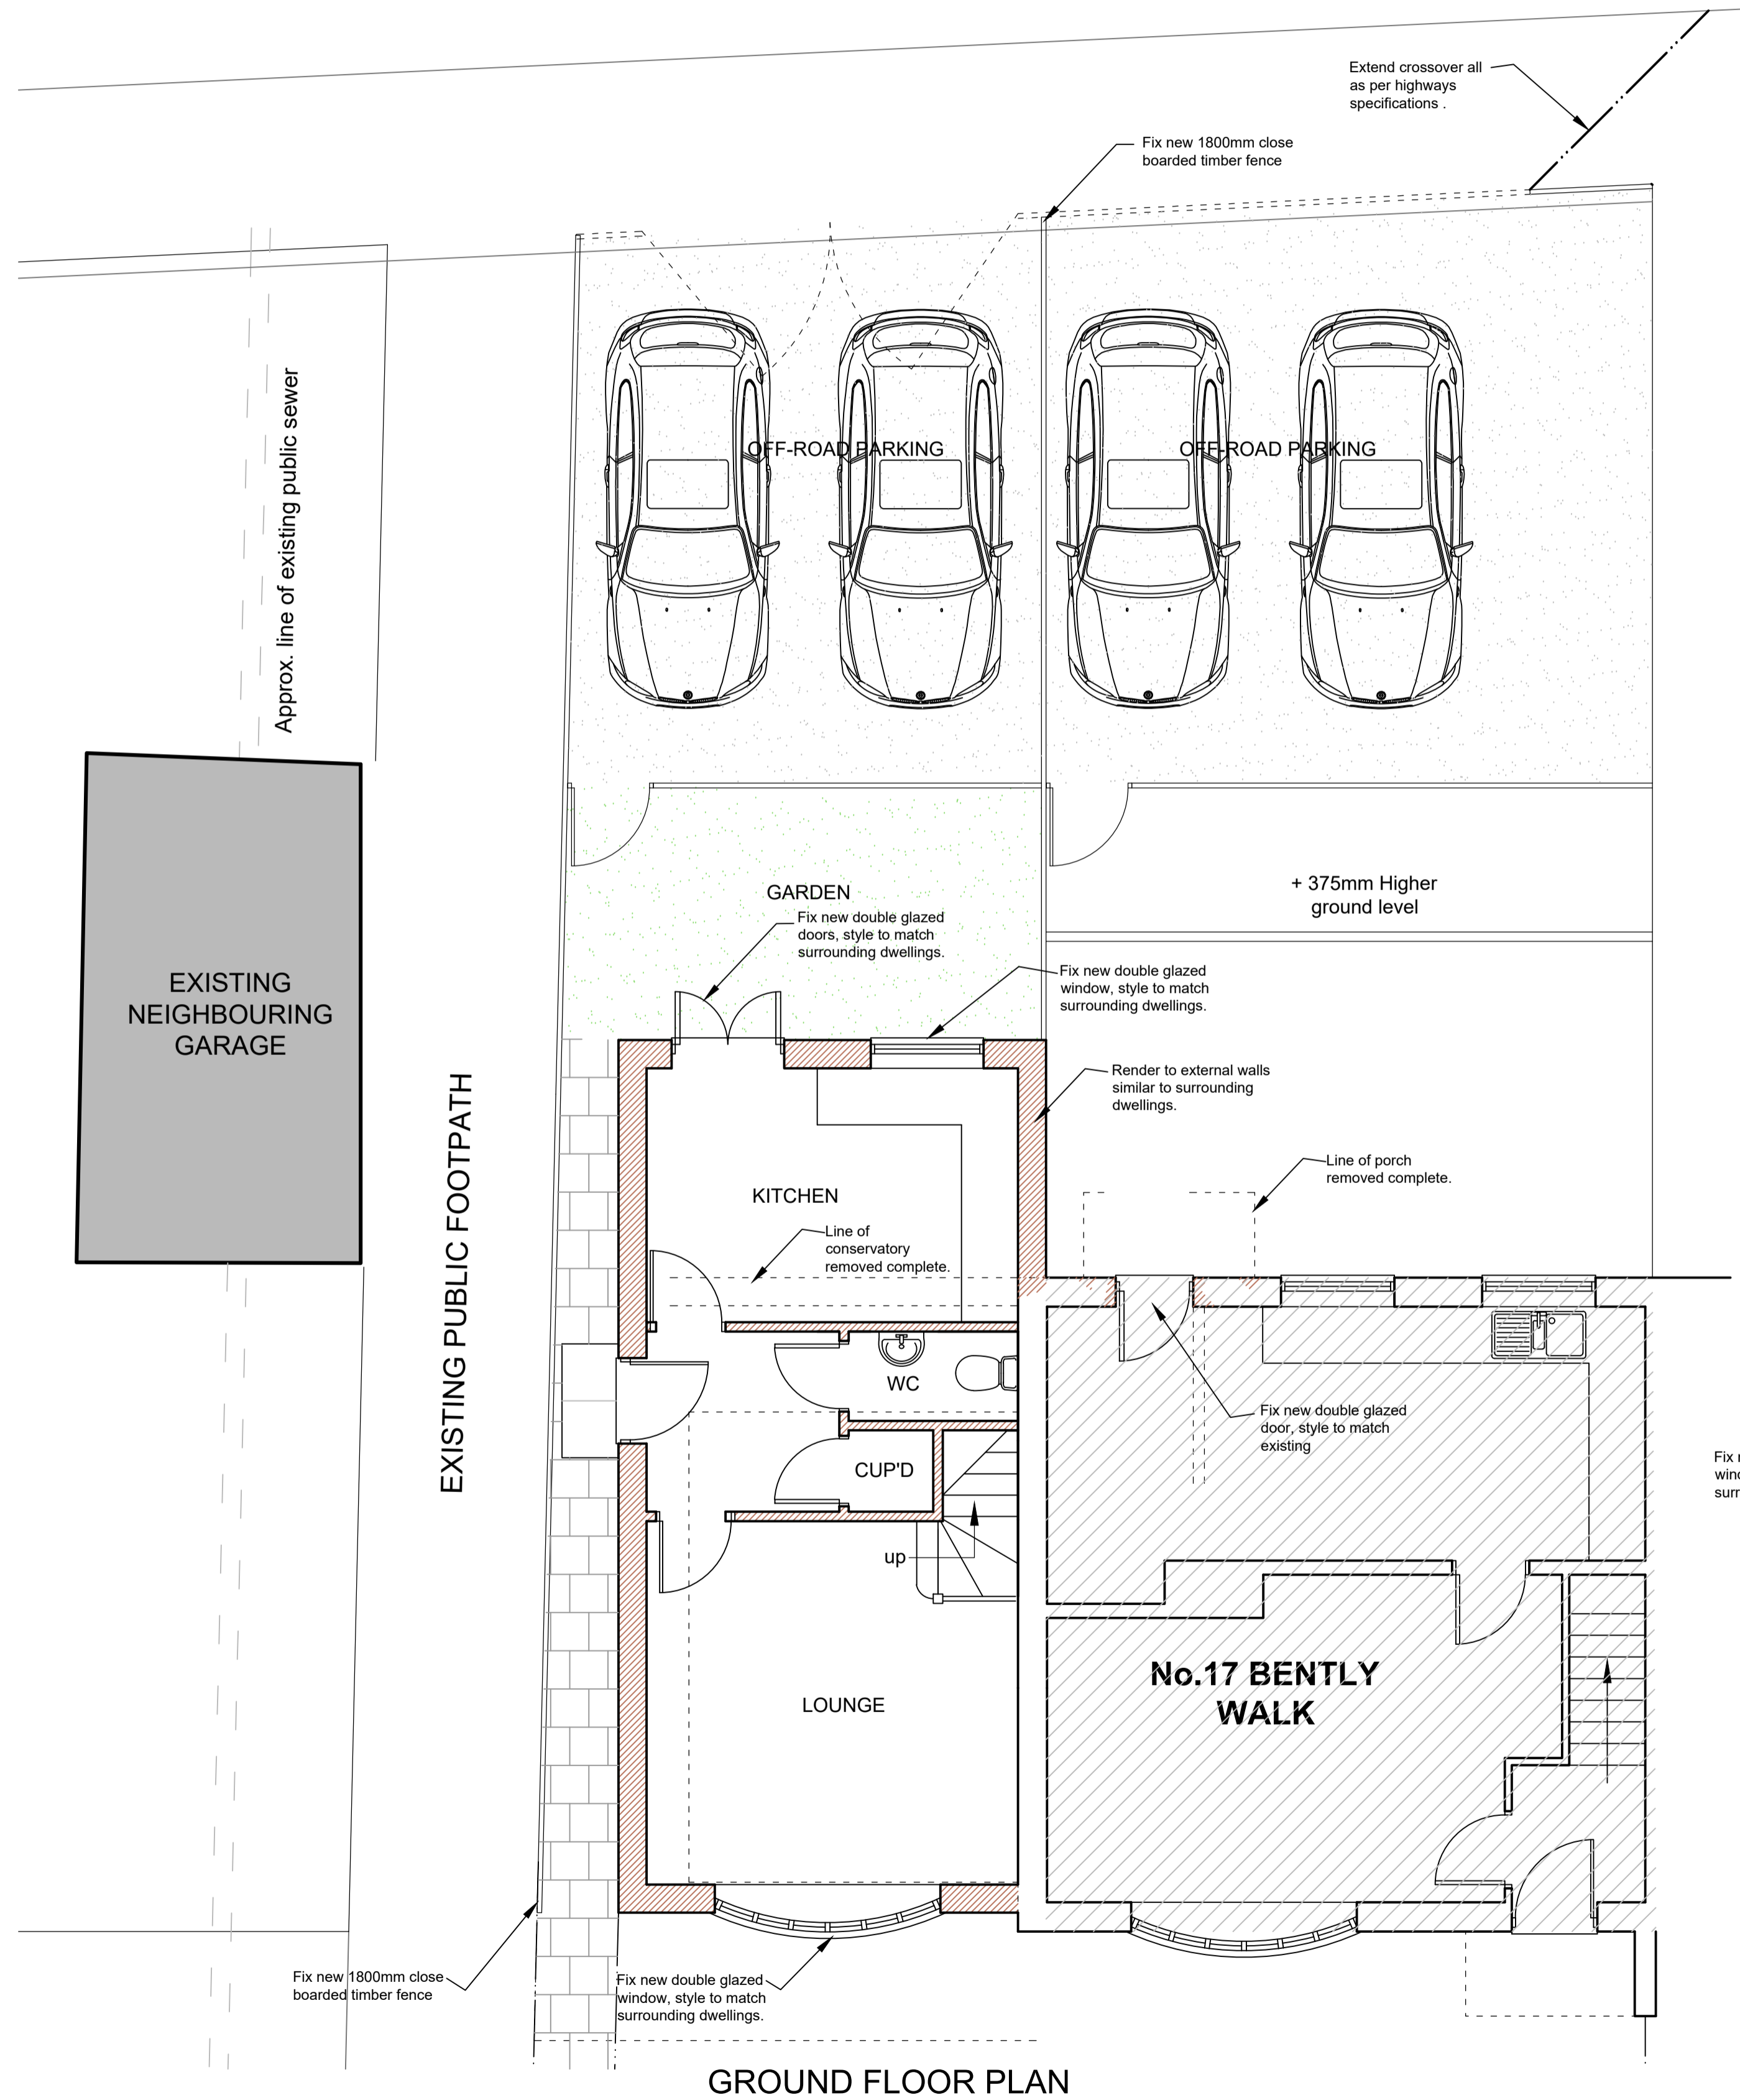 Extend crossover all
as per highways
specifications .
Fix new 1800mm close
boarded timber fence
Approx. line of existing public sewer
OFF-ROAD PARKING
OFF-ROAD PARKING
GARDEN
+ 375mm Higher
ground level
Fix new double glazed
doors, style to match
surrounding dwellings.
Fix new double glazed
window, style to match
surrounding dwellings.
EXISTING
NEIGHBOURING
GARAGE
EXISTING PUBLIC FOOTPATH
Render to external walls
similar to surrounding
dwellings.
KITCHEN
Line of porch
removed complete.
Line of
conservatory
removed complete.
WC
Fix new double glazed
door, style to match
existing
CUP'D
up
No.17 BENTLY
WALK
LOUNGE
Fix new 1800mm close
boarded timber fence
Fix new double glazed
window, style to match
surrounding dwellings.
GROUND FLOOR PLAN